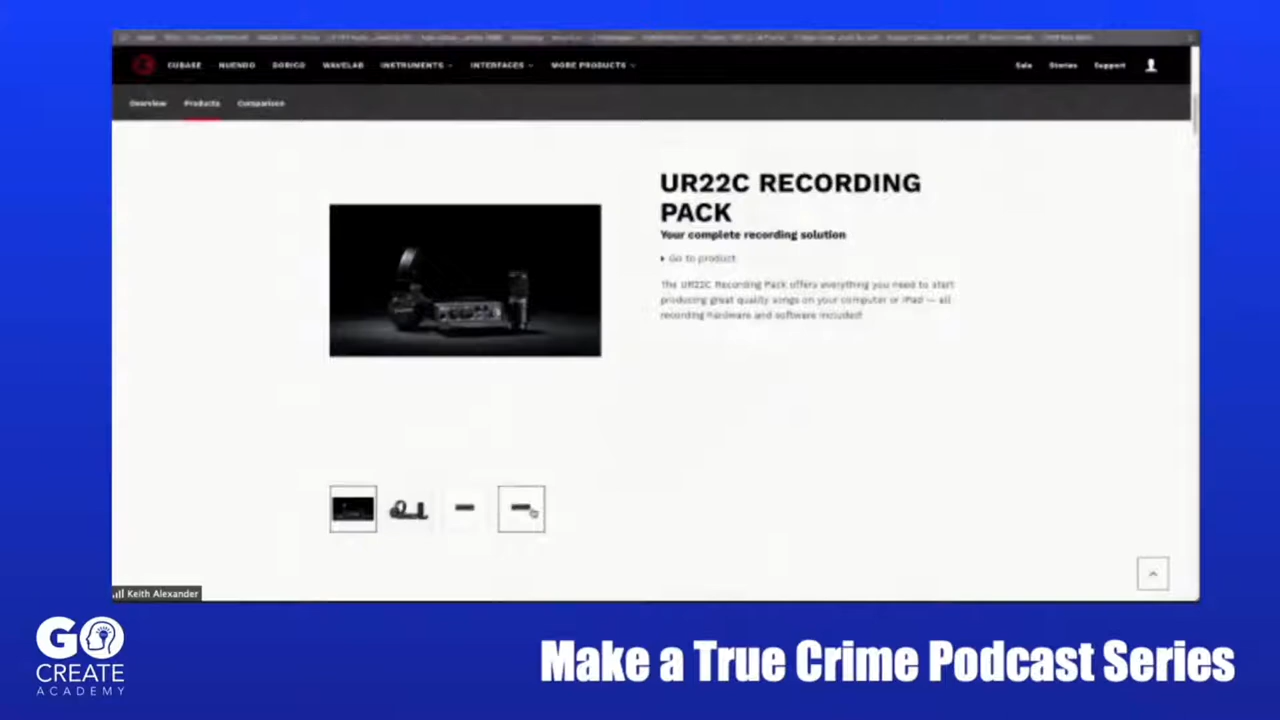 CUBASE NUENDO DORICO WAVELAB INSTRUMENTS INTERFACES MORE PRODUCTS Sale Stories Support
Overview Products Comparison
UR22C RECORDING
PACK
Your complete recording solution
Go to product
The UR22C Recording Pack offers everything you need to start
producing great quality songs on your computer or iPad — all
recording hardware and software included!
Keith Alexander
GO
CREATE
ACADEMY
Make a True Crime Podcast Series